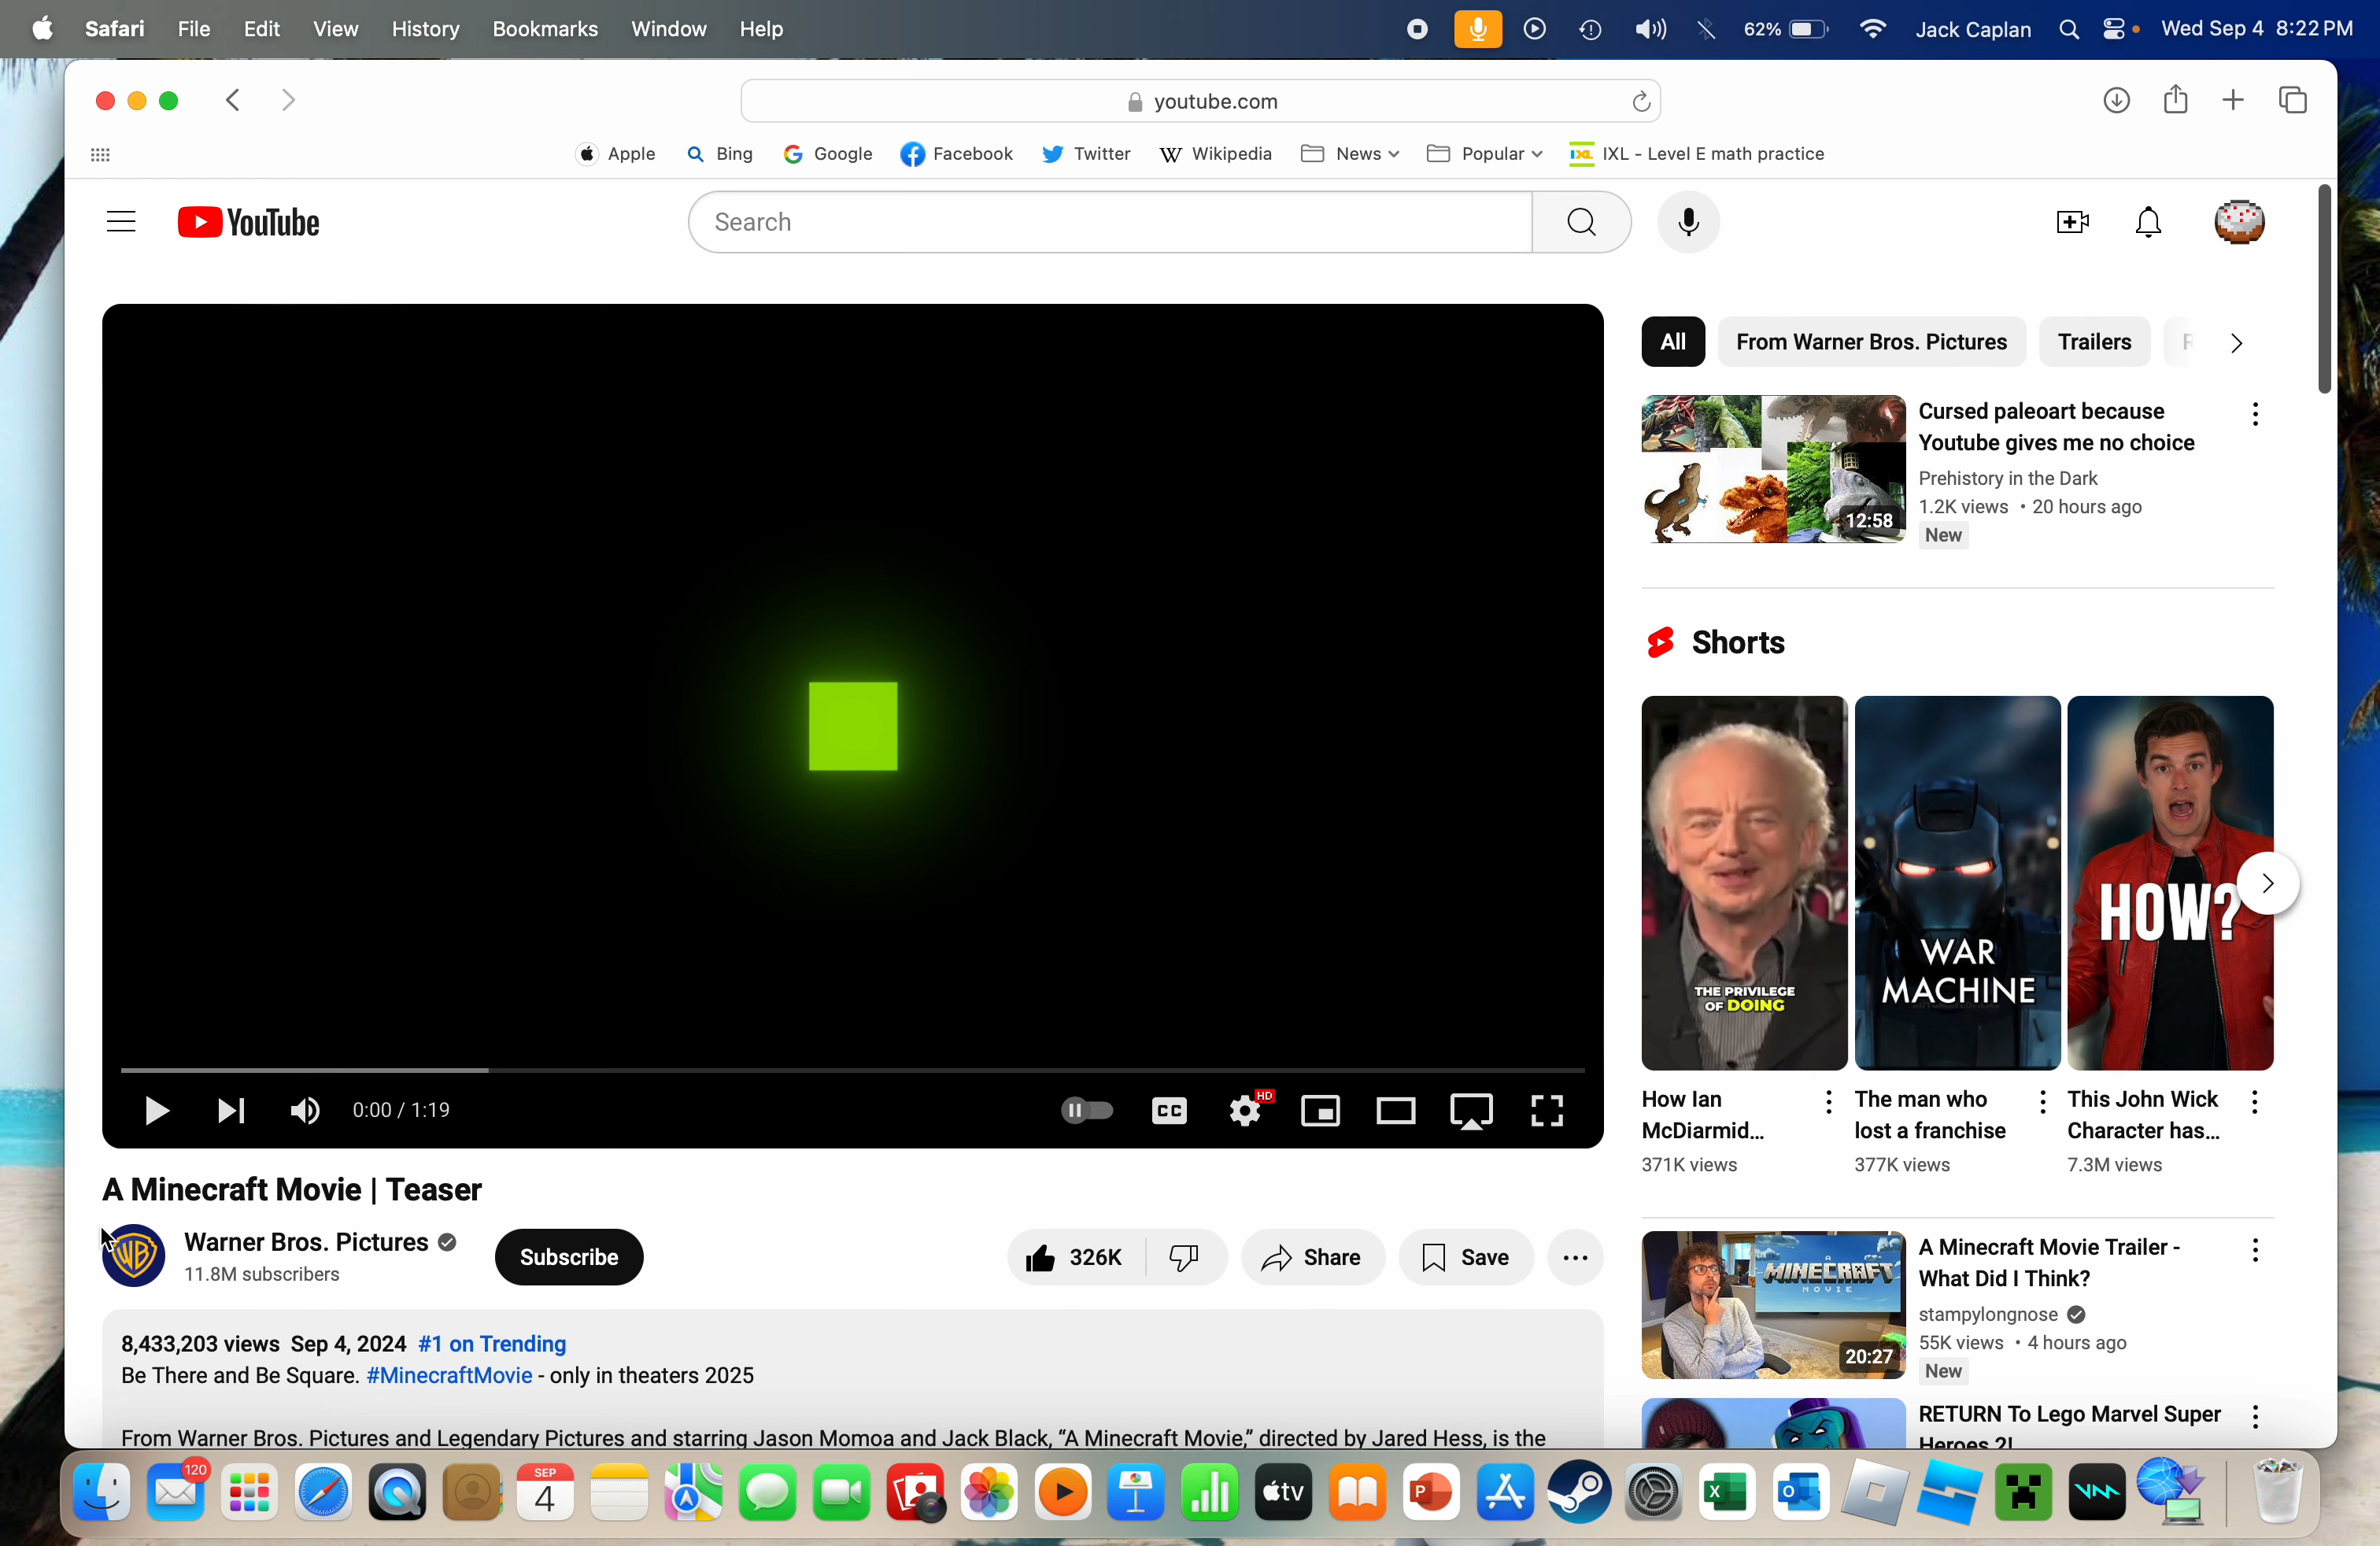 Safari File Edit View History Bookmarks Window Help 62% Jack Caplan Wed Sep 4 8:22 PM
youtube.com
Apple Bing Google Facebook Twitter Wikipedia News Popular IXL - Level E math practice
YouTube
Search
All From Warner Bros. Pictures Trailers
Cursed paleoart because
Youtube gives me no choice
Prehistory in the Dark
1.2K views • 20 hours ago
New
12:58
Shorts
THE PRIVILEGE
OF DOING
WAR
MACHINE
HOW?
How Ian
McDiarmid...
371K views
The man who
lost a franchise
377K views
This John Wick
Character has...
7.3M views
0:00 / 1:19
CC
HD
A Minecraft Movie | Teaser
WB
Warner Bros. Pictures
11.8M subscribers
Subscribe
326K
Share
Save
8,433,203 views Sep 4, 2024 #1 on Trending
Be There and Be Square. #MinecraftMovie - only in theaters 2025
From Warner Bros. Pictures and Legendary Pictures and starring Jason Momoa and Jack Black, “A Minecraft Movie,” directed by Jared Hess, is the
A
MINECRAFT
MOVIE
20:27
A Minecraft Movie Trailer -
What Did I Think?
stampylongnose
55K views • 4 hours ago
New
RETURN To Lego Marvel Super
Heroes 2!
120
SEP
4
tv
P
X
O